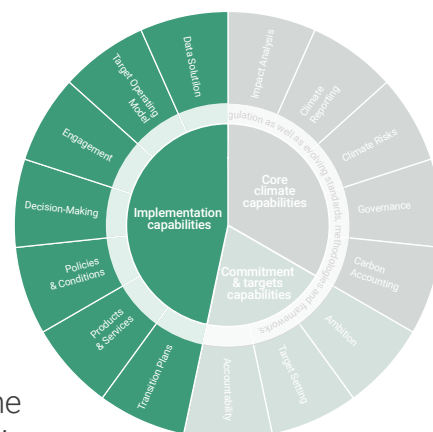 Data Solutilon
Impact Analysis
Climate
Reporting
Climate Risks
Governance
Carbon
Accounting
Ambition
Target Setting
Accountability
Transition Plans
Products
& Services
Policies
& Conditions
Decision-Making
Engagement
Target Operating
Model
gulation as well as evolving standards, methodologies and frameworks.
Core
climate
capabilities
Implementation
capabilities
Commitment
& targets
capabilities